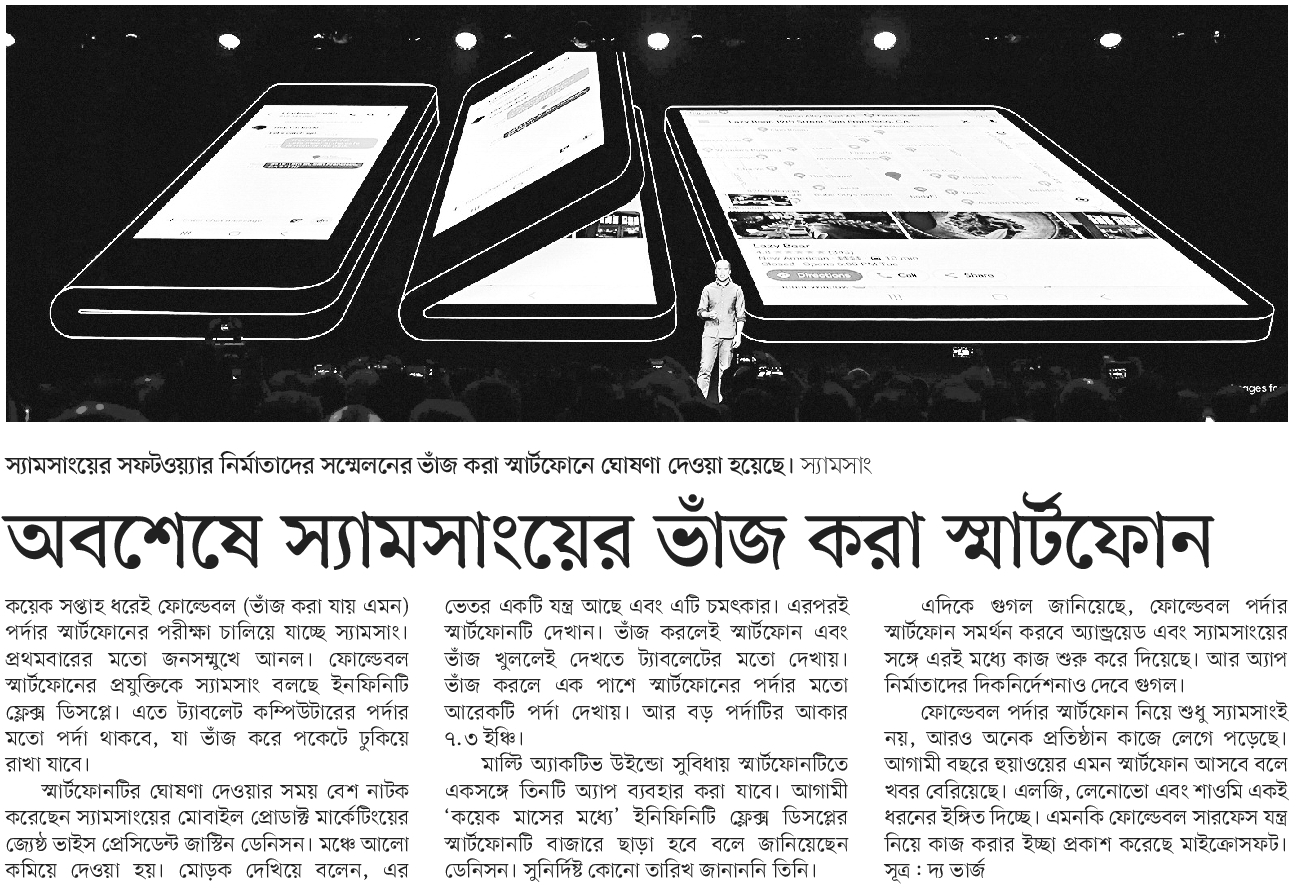 Lazy Bear
Directions
Call
Share
ages fo
স্যামসাংয়ের সফটওয়্যার নির্মাতাদের সম্মেলনের ভাঁজ করা স্মার্টফোনে ঘোষণা দেওয়া হয়েছে। স্যামসাং
অবশেষে স্যামসাংয়ের ভাঁজ করা স্মার্টফোন
কয়েক সপ্তাহ ধরেই ফোল্ডেবল (ভাঁজ করা যায় এমন)
পর্দার স্মার্টফোনের পরীক্ষা চালিয়ে যাচ্ছে স্যামসাং।
প্রথমবারের মতো জনসম্মুখে আনল। ফোল্ডেবল
স্মার্টফোনের প্রযুক্তিকে স্যামসাং বলছে ইনফিনিটি
ফ্লেক্স ডিসপ্লে। এতে ট্যাবলেট কম্পিউটারের পর্দার
মতো পর্দা থাকবে, যা ভাঁজ করে পকেটে ঢুকিয়ে
রাখা যাবে।
স্মার্টফোনটির ঘোষণা দেওয়ার সময় বেশ নাটক
করেছেন স্যামসাংয়ের মোবাইল প্রোডাক্ট মার্কেটিংয়ের
জ্যেষ্ঠ ভাইস প্রেসিডেন্ট জাস্টিন ডেনিসন। মঞ্চে আলো
কমিয়ে দেওয়া হয়। মোড়ক দেখিয়ে বলেন, এর
ভেতর একটি যন্ত্র আছে এবং এটি চমৎকার। এরপরই
স্মার্টফোনটি দেখান। ভাঁজ করলেই স্মার্টফোন এবং
ভাঁজ খুললেই দেখতে ট্যাবলেটের মতো দেখায়।
ভাঁজ করলে এক পাশে স্মার্টফোনের পর্দার মতো
আরেকটি পর্দা দেখায়। আর বড় পর্দাটির আকার
৭.৩ ইঞ্চি।
মাল্টি অ্যাকটিভ উইন্ডো সুবিধায় স্মার্টফোনটিতে
একসঙ্গে তিনটি অ্যাপ ব্যবহার করা যাবে। আগামী
‘কয়েক মাসের মধ্যে’ ইনিফিনিটি ফ্লেক্স ডিসপ্লের
স্মার্টফোনটি বাজারে ছাড়া হবে বলে জানিয়েছেন
ডেনিসন। সুনির্দিষ্ট কোনো তারিখ জানাননি তিনি।
এদিকে গুগল জানিয়েছে, ফোল্ডেবল পর্দার
স্মার্টফোন সমর্থন করবে অ্যান্ড্রয়েড এবং স্যামসাংয়ের
সঙ্গে এরই মধ্যে কাজ শুরু করে দিয়েছে। আর অ্যাপ
নির্মাতাদের দিকনির্দেশনাও দেবে গুগল।
ফোল্ডেবল পর্দার স্মার্টফোন নিয়ে শুধু স্যামসাংই
নয়, আরও অনেক প্রতিষ্ঠান কাজে লেগে পড়েছে।
আগামী বছরে হুয়াওয়ের এমন স্মার্টফোন আসবে বলে
খবর বেরিয়েছে। এলজি, লেনোভো এবং শাওমি একই
ধরনের ইঙ্গিত দিচ্ছে। এমনকি ফোল্ডেবল সারফেস যন্ত্র
নিয়ে কাজ করার ইচ্ছা প্রকাশ করেছে মাইক্রোসফট।
সূত্র : দ্য ভার্জ